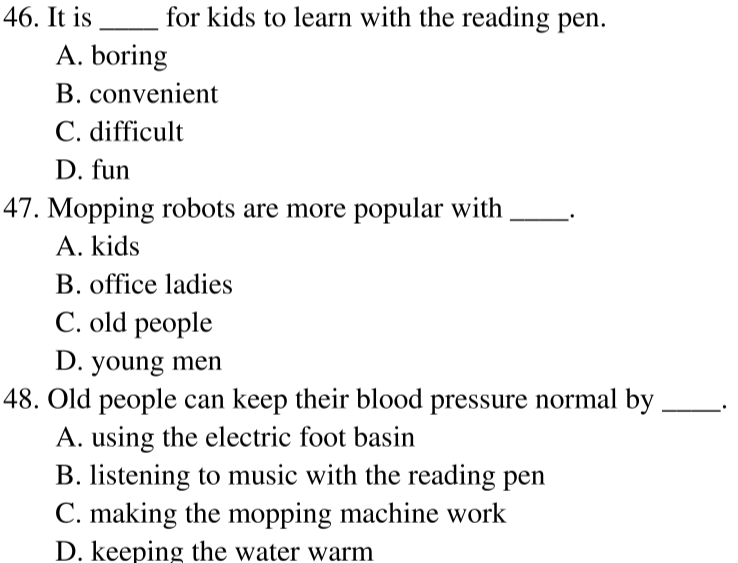 46. It is _____ for kids to learn with the reading pen.
A. boring
B. convenient
C. difficult
D. fun
47. Mopping robots are more popular with _____.
A. kids
B. office ladies
C. old people
D. young men
48. Old people can keep their blood pressure normal by _____.
A. using the electric foot basin
B. listening to music with the reading pen
C. making the mopping machine work
D. keeping the water warm